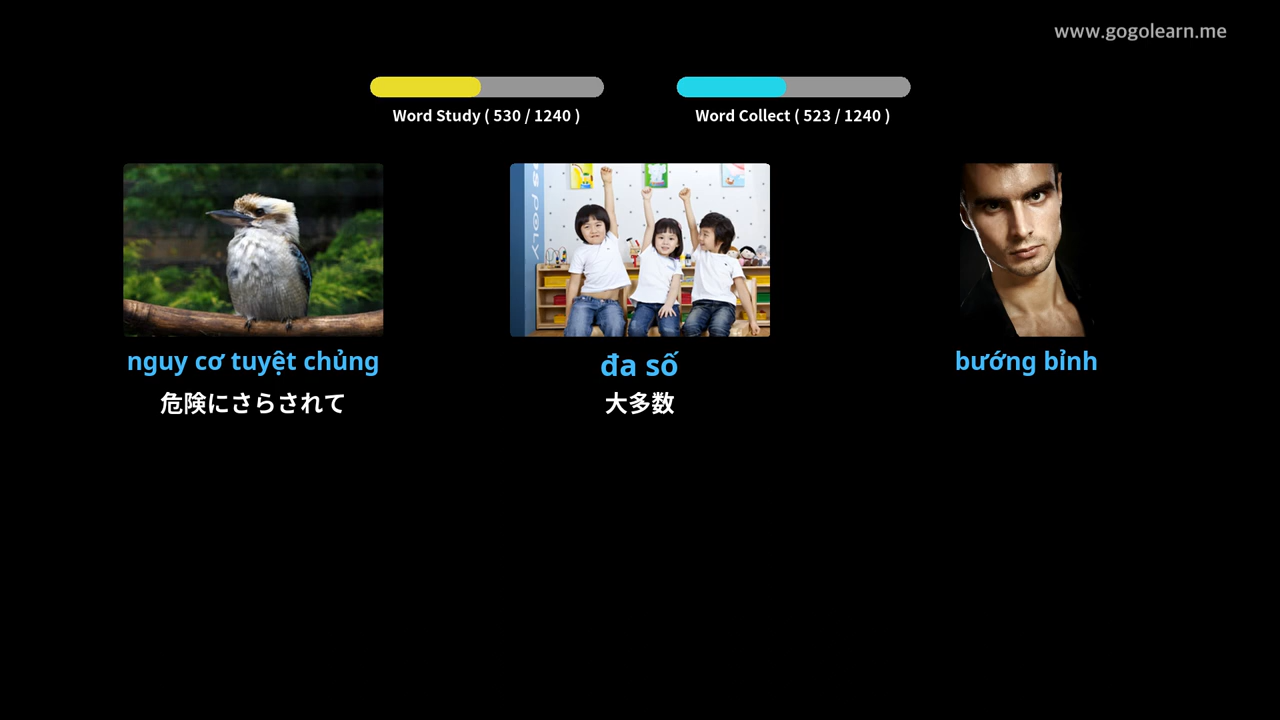 www.gogolearn.me
Word Study ( 530 / 1240 )
Word Collect ( 523 / 1240 )
nguy cơ tuyệt chủng
危険にさらされて
đa số
大多数
bướng bỉnh